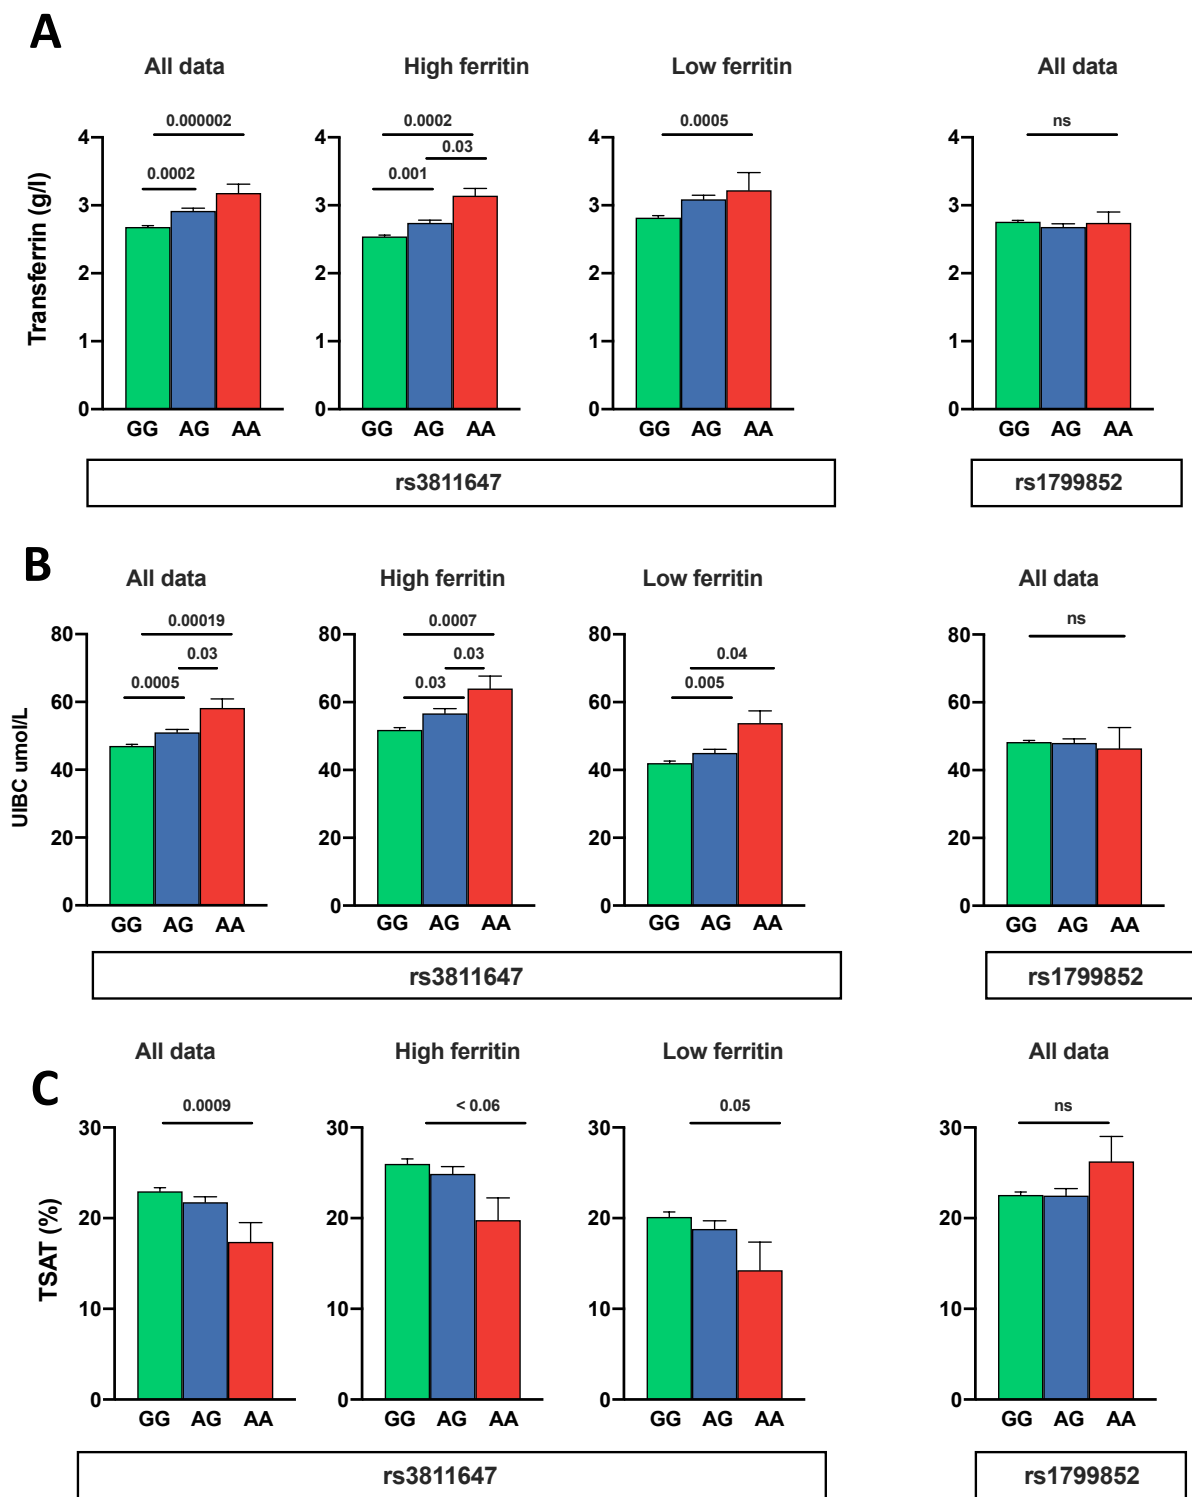 A
All data High ferritin Low ferritin All data
0.000002 0.0002 0.0005 ns
0.03
0.0002 0.001
Transferrin (g/l)
4 4 4 4
3 3 3 3
2 2 2 2
1 1 1 1
0 0 0 0
GG AG AA GG AG AA GG AG AA GG AG AA
rs3811647 rs1799852
B
All data High ferritin Low ferritin All data
0.00019 0.0007 ns
0.03 0.03 0.04
0.0005 0.03 0.005
UIBC umol/L
80 80 80 80
60 60 60 60
40 40 40 40
20 20 20 20
0 0 0 0
GG AG AA GG AG AA GG AG AA GG AG AA
rs3811647 rs1799852
All data High ferritin Low ferritin All data
C
0.0009 < 0.06 0.05 ns
TSAT (%)
30 30 30 30
20 20 20 20
10 10 10 10
0 0 0 0
GG AG AA GG AG AA GG AG AA GG AG AA
rs3811647 rs1799852